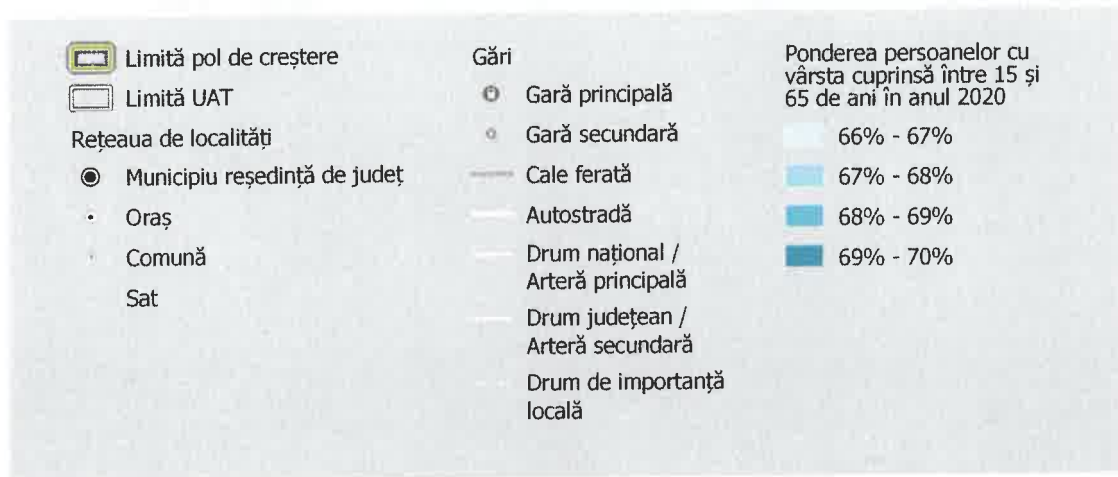 Limită pol de creștere
Limită UAT
Rețeaua de localități
Municipiu reședință de județ
Oraș
Comună
Sat
Gări
Gară principală
Gară secundară
Cale ferată
Autostradă
Drum național /
Arteră principală
Drum județean /
Arteră secundară
Drum de importanță
locală
Ponderea persoanelor cu
vârsta cuprinsă între 15 și
65 de ani în anul 2020
66% - 67%
67% - 68%
68% - 69%
69% - 70%